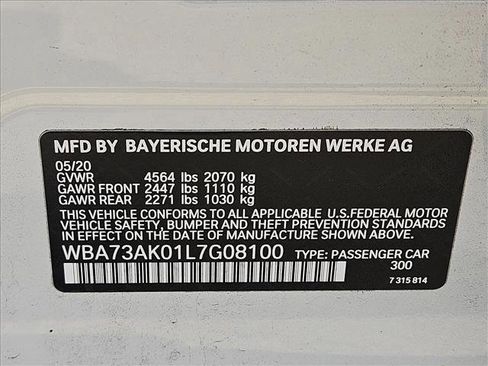 MFD BY BAYERISCHE MOTOREN WERKE AG
05/20
GVWR 4564 lbs 2070 kg
GAWR FRONT 2447 lbs 1110 kg
GAWR REAR 2271 lbs 1030 kg
THIS VEHICLE CONFORMS TO ALL APPLICABLE U.S.FEDERAL MOTOR
VEHICLE SAFETY, BUMPER AND THEFT PREVENTION STANDARDS
IN EFFECT ON THE DATE OF MANUFACTURE SHOWN ABOVE.
WBA73AK01L7G08100 TYPE: PASSENGER CAR
300
7 315 814